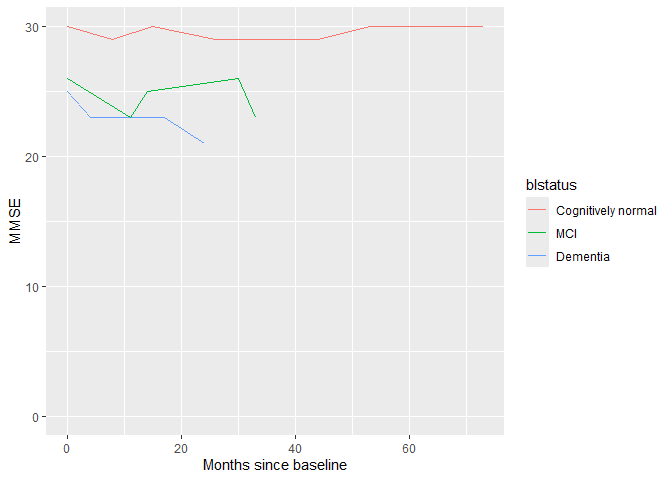 30
20
10
0
MMSE
0
20
40
60
Months since baseline
blstatus
Cognitively normal
MCI
Dementia